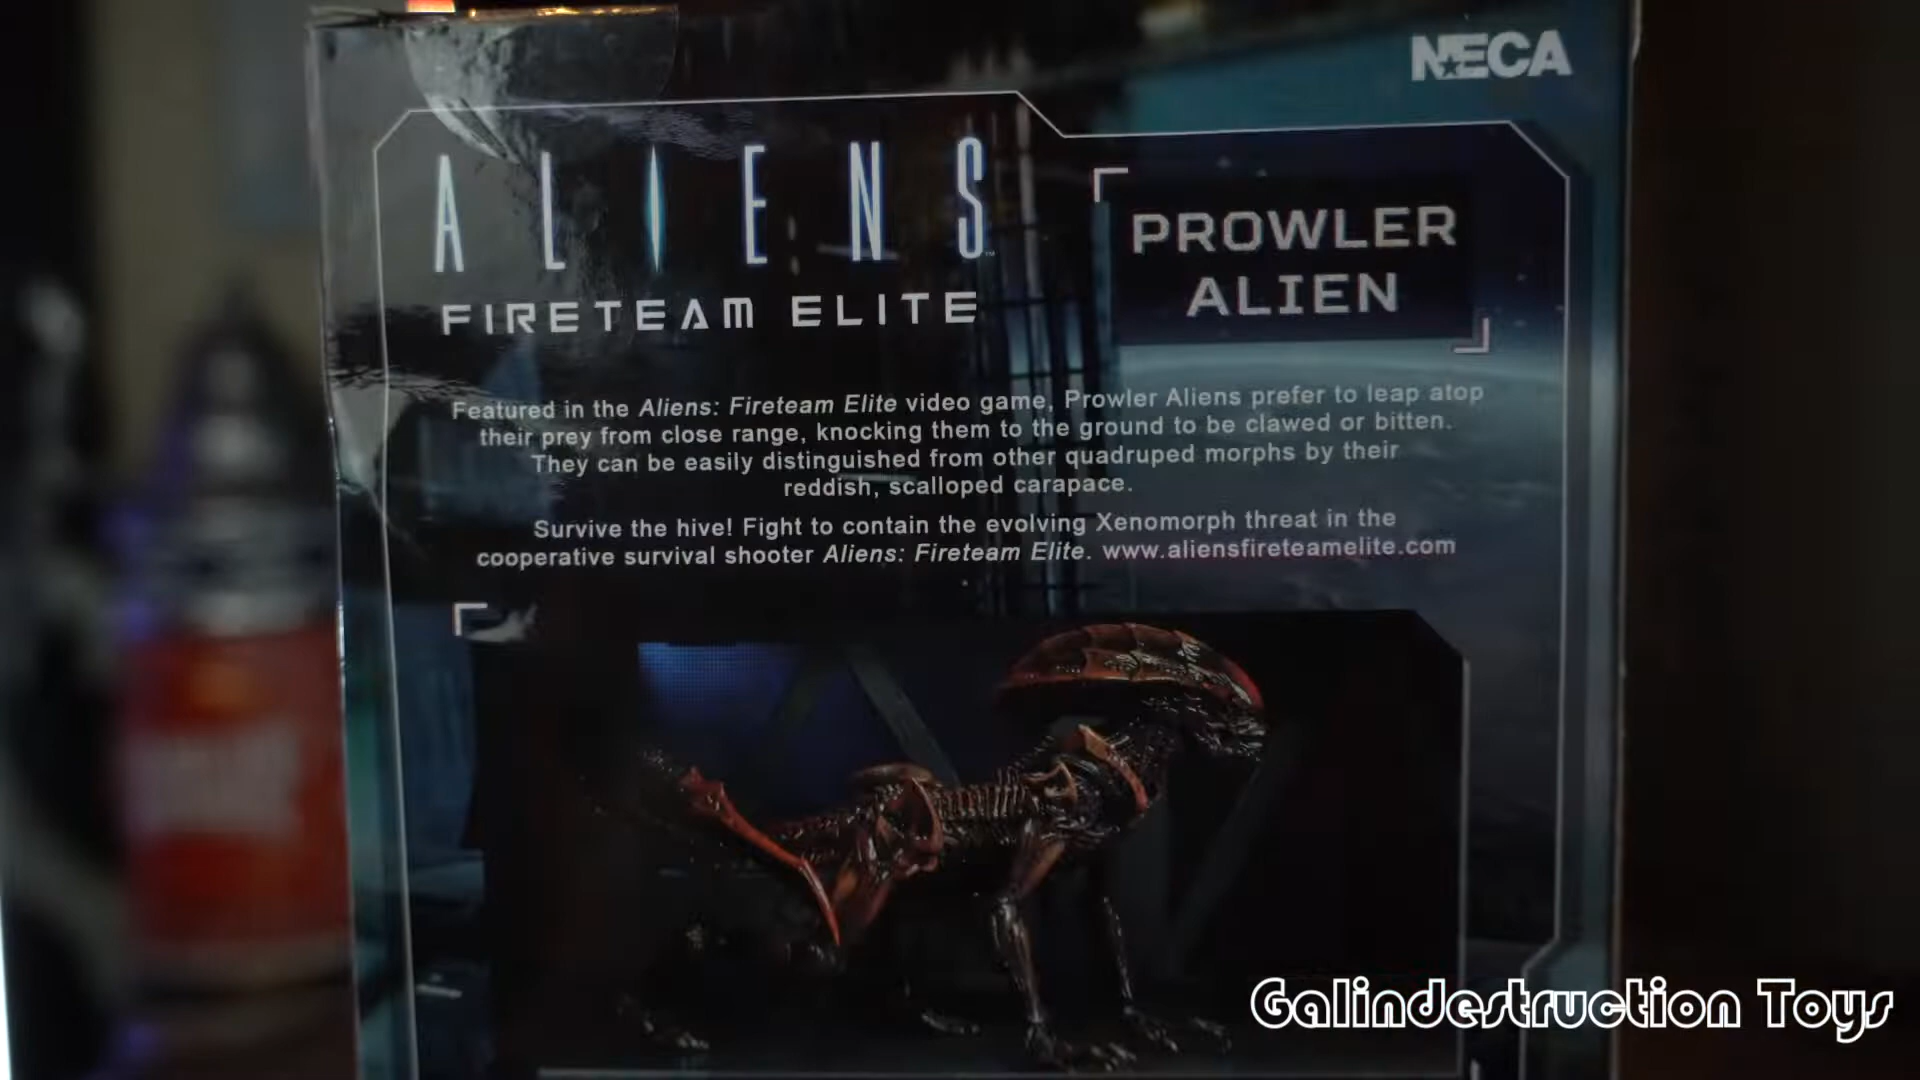 NECA
ALIENS™
FIRETEAM ELITE
PROWLER
ALIEN
Featured in the Aliens: Fireteam Elite video game, Prowler Aliens prefer to leap atop
their prey from close range, knocking them to the ground to be clawed or bitten.
They can be easily distinguished from other quadruped morphs by their
reddish, scalloped carapace.
Survive the hive! Fight to contain the evolving Xenomorph threat in the
cooperative survival shooter Aliens: Fireteam Elite. www.aliensfireteamelite.com
Galindestruction Toys